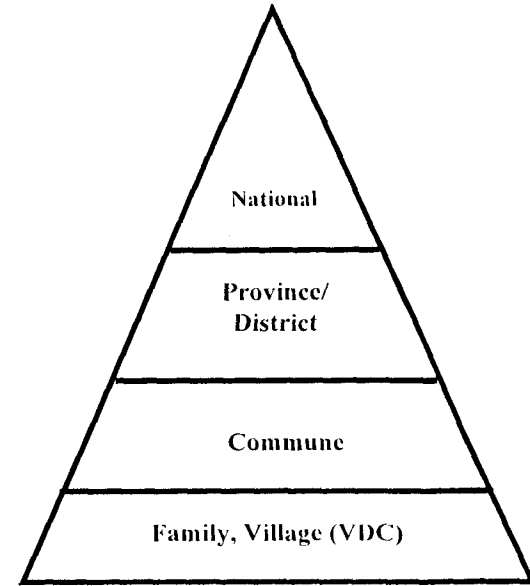 National
Province/
District
Commune
Family, Village (VDC)